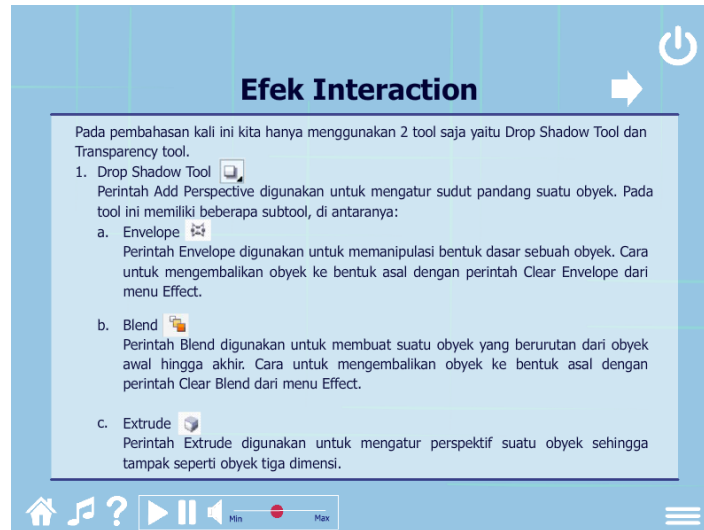 Efek Interaction
Pada pembahasan kali ini kita hanya menggunakan 2 tool saja yaitu Drop Shadow Tool dan
Transparency tool.
1. Drop Shadow Tool
Perintah Add Perspective digunakan untuk mengatur sudut pandang suatu obyek. Pada
tool ini memiliki beberapa subtool, di antaranya:
a. Envelope
Perintah Envelope digunakan untuk memanipulasi bentuk dasar sebuah obyek. Cara
untuk mengembalikan obyek ke bentuk asal dengan perintah Clear Envelope dari
menu Effect.
b. Blend
Perintah Blend digunakan untuk membuat suatu obyek yang berurutan dari obyek
awal hingga akhir. Cara untuk mengembalikan obyek ke bentuk asal dengan
perintah Clear Blend dari menu Effect.
c. Extrude
Perintah Extrude digunakan untuk mengatur perspektif suatu obyek sehingga
tampak seperti obyek tiga dimensi.
Min Max